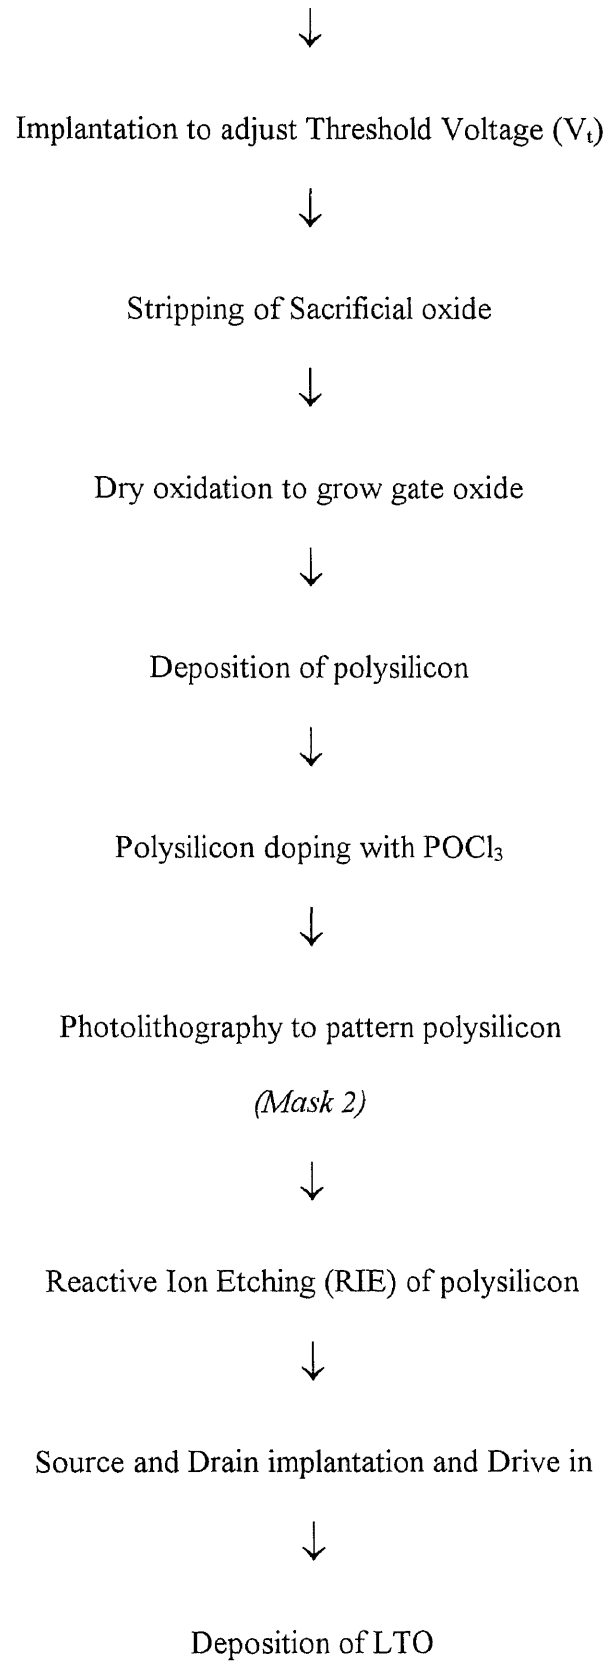 ↓
Implantation to adjust Threshold Voltage (Vₜ)
↓
Stripping of Sacrificial oxide
↓
Dry oxidation to grow gate oxide
↓
Deposition of polysilicon
↓
Polysilicon doping with POCl₃
↓
Photolithography to pattern polysilicon
(Mask 2)
↓
Reactive Ion Etching (RIE) of polysilicon
↓
Source and Drain implantation and Drive in
↓
Deposition of LTO